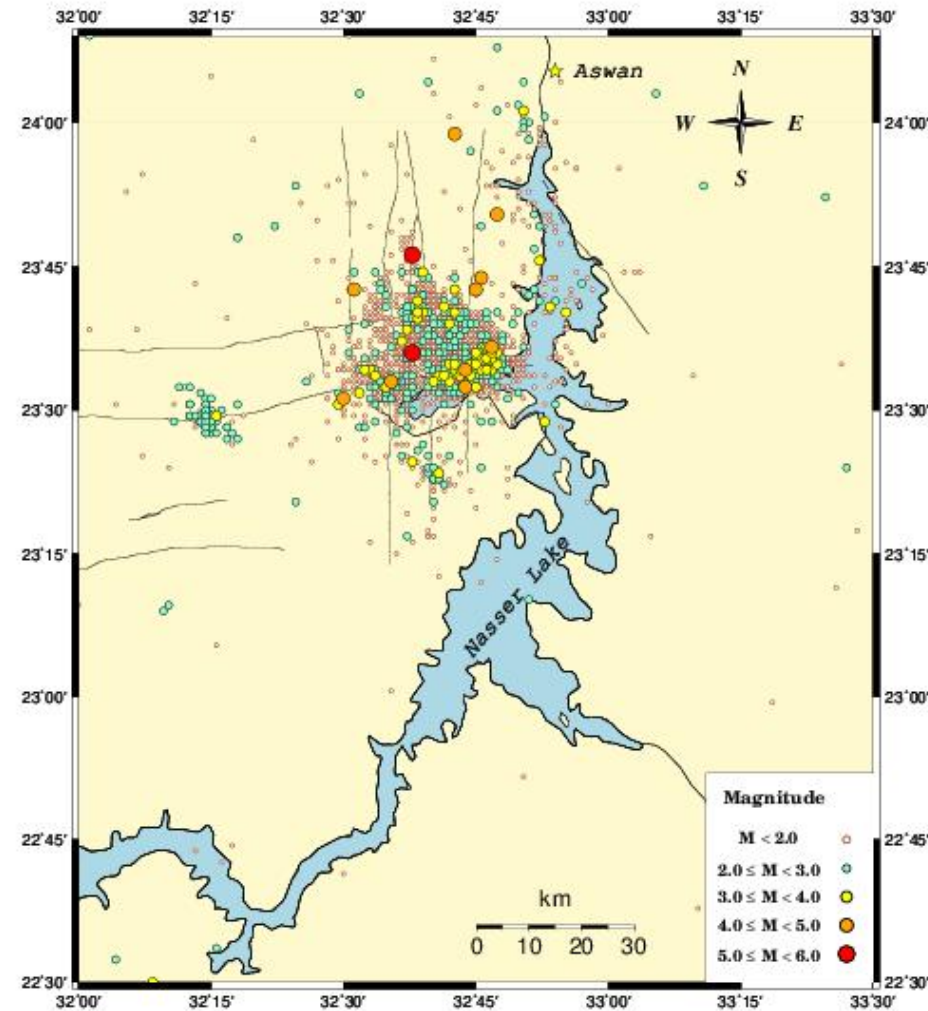 32°00′ 32°15′ 32°30′ 32°45′ 33°00′ 33°15′ 33°30′
Aswan
N
W E
S
24°00′ 24°00′
23°45′ 23°45′
23°30′ 23°30′
23°15′ 23°15′
Nasser Lake
23°00′ 23°00′
Magnitude
22°45′ 22°45′
M < 2.0
2.0 ≤ M < 3.0
3.0 ≤ M < 4.0
4.0 ≤ M < 5.0
5.0 ≤ M < 6.0
km
0 10 20 30
22°30′ 22°30′
32°00′ 32°15′ 32°30′ 32°45′ 33°00′ 33°15′ 33°30′